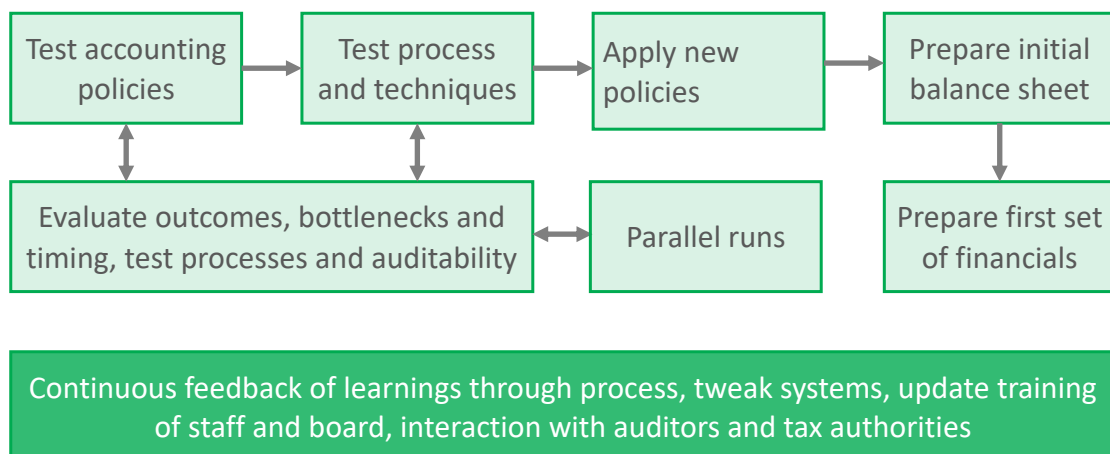 Test accounting
policies
Test process
and techniques
Apply new
policies
Prepare initial
balance sheet
Evaluate outcomes, bottlenecks and
timing, test processes and auditability
Parallel runs
Prepare first set
of financials
Continuous feedback of learnings through process, tweak systems, update training
of staff and board, interaction with auditors and tax authorities